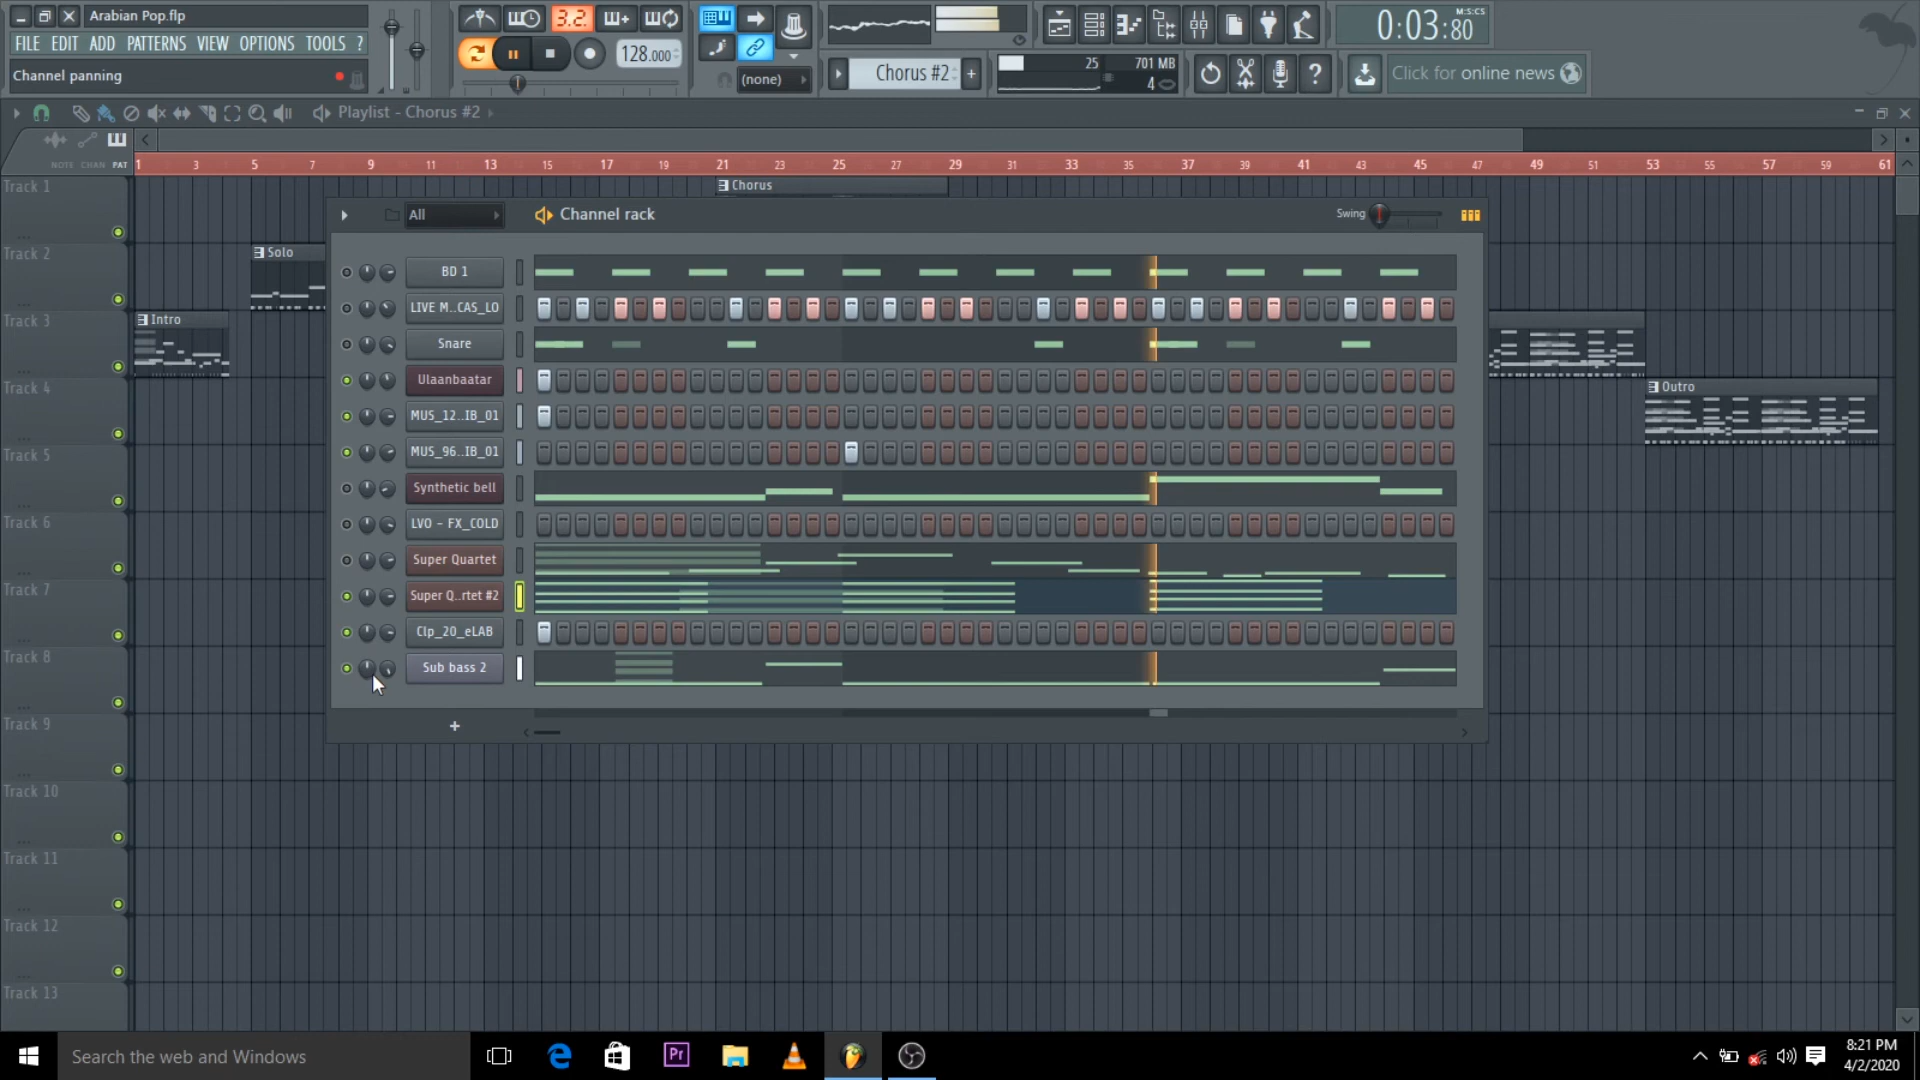 Arabian Pop.flp
FILE EDIT ADD PATTERNS VIEW OPTIONS TOOLS ?
Channel panning
3.2.
128.000
(none)
Chorus #2
+
25
701 MB
4
0:03:80
M:S:CS
Click for online news
Playlist - Chorus #2
NOTE CHAN PAT
1 3 5 7 9 11 13 15 17 19 21 23 25 27 29 31 33 35 37 39 41 43 45 47 49 51 53 55 57 59 61
Track 1
Track 2
Track 3
Track 4
Track 5
Track 6
Track 7
Track 8
Track 9
Track 10
Track 11
Track 12
Track 13
Chorus
Solo
Intro
Outro
All
Channel rack
Swing
BD 1
LIVE M..CAS_LO
Snare
Ulaanbaatar
MUS_12..IB_01
MUS_96..IB_01
Synthetic bell
LVO - FX_COLD
Super Quartet
Super Q..rtet #2
Clp_20_eLAB
Sub bass 2
+
Search the web and Windows
Pr
8:21 PM
4/2/2020